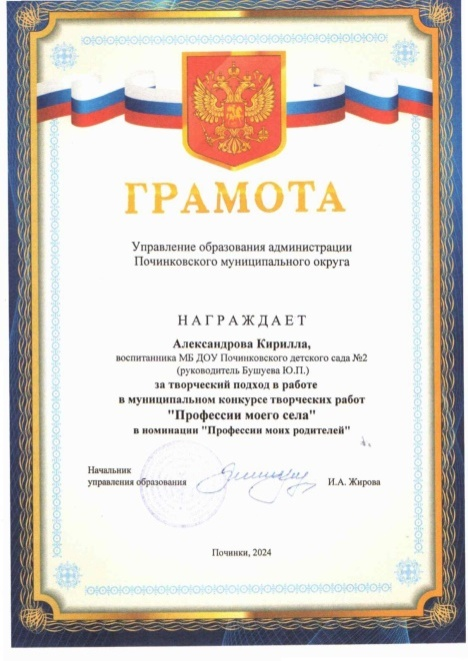 ГРАМОТА
Управление образования администрации
Починковского муниципального округа
НАГРАЖДАЕТ
Александрова Кирилла,
воспитанника МБ ДОУ Починковского детского сада №2
(руководитель Бушуева Ю.П.)
за творческий подход в работе
в муниципальном конкурсе творческих работ
"Профессии моего села"
в номинации "Профессии моих родителей"
Начальник
управления образования И.А. Жирова
Починки, 2024